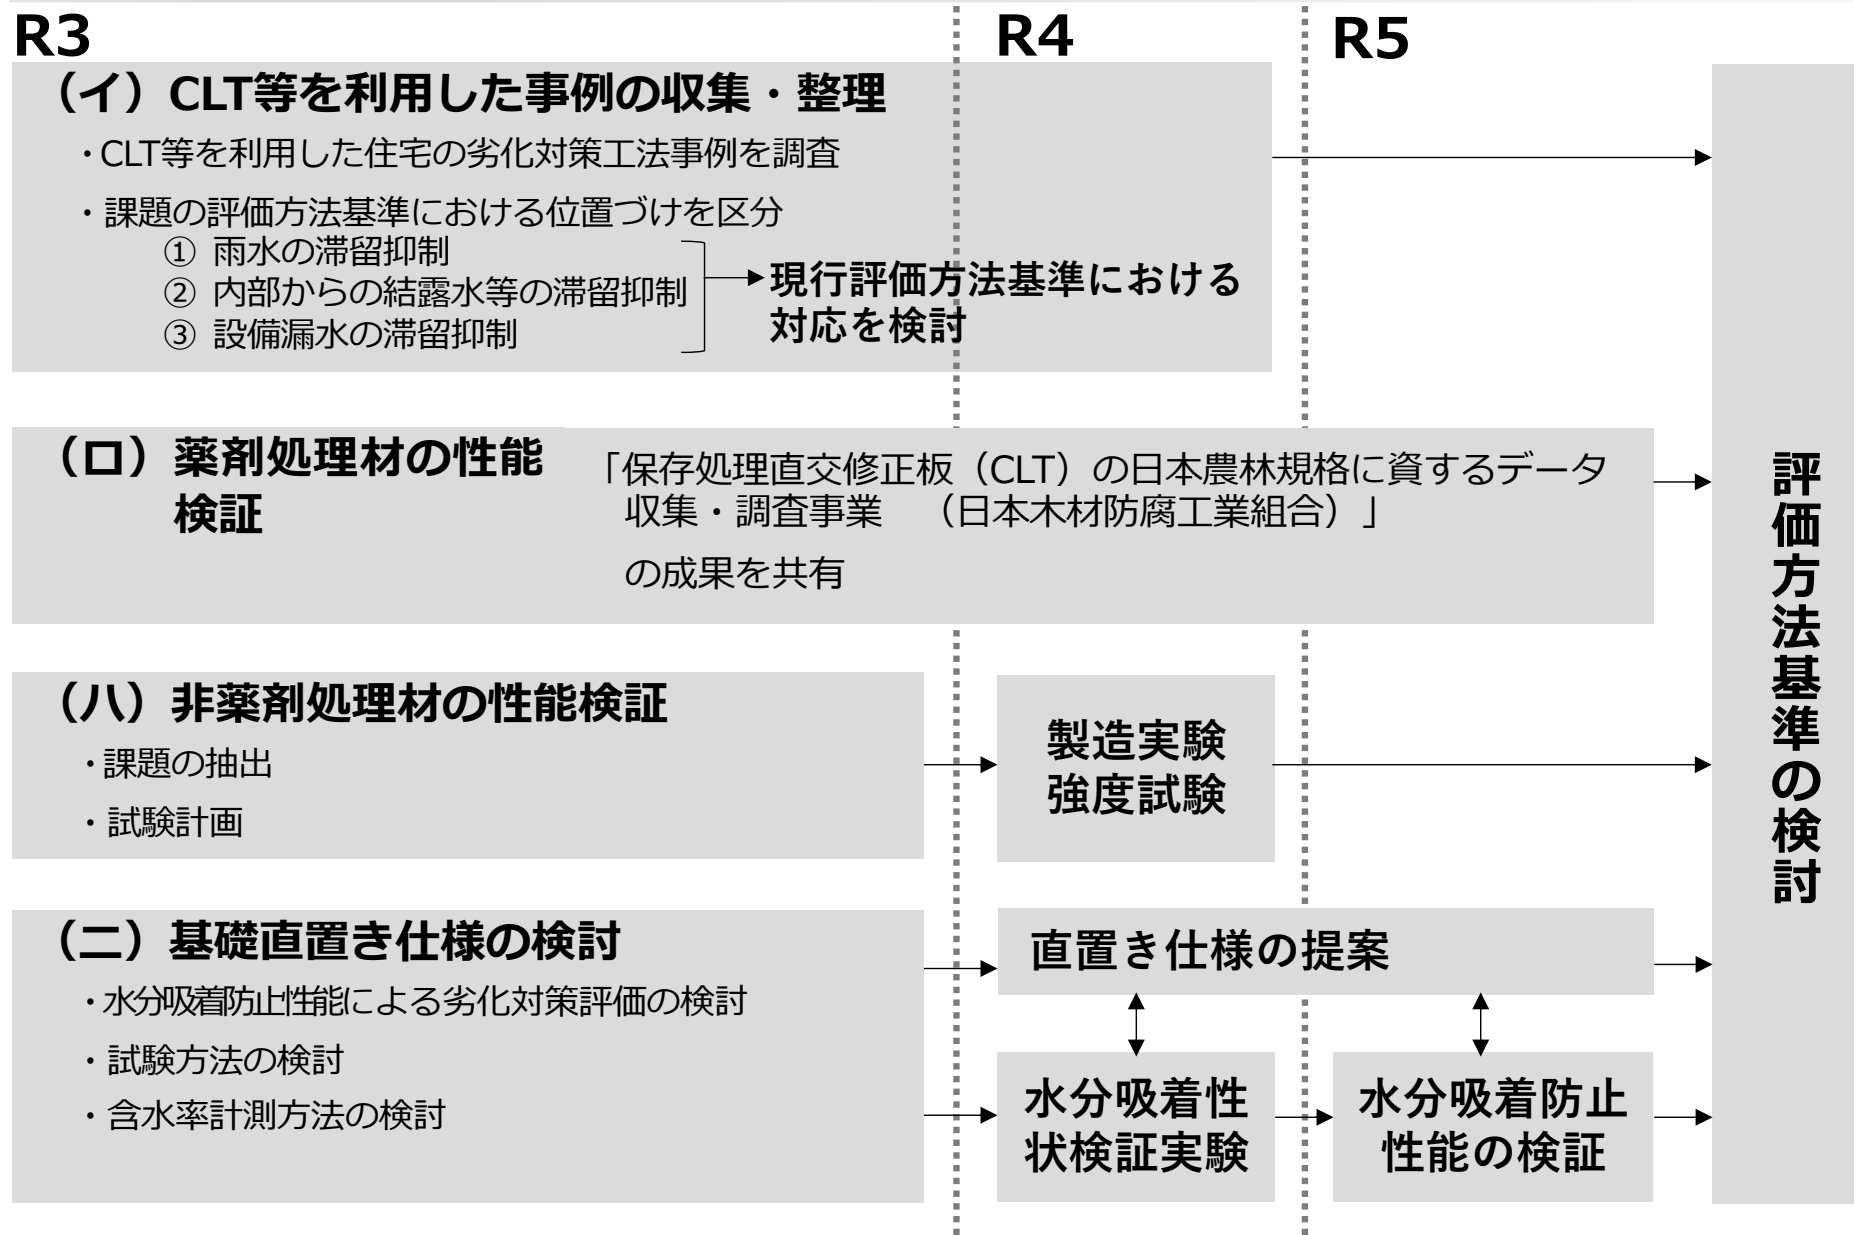 R3
R4
R5
（イ）CLT等を利用した事例の収集・整理
・CLT等を利用した住宅の劣化対策工法事例を調査
・課題の評価方法基準における位置づけを区分
① 雨水の滞留抑制
② 内部からの結露水等の滞留抑制
③ 設備漏水の滞留抑制
現行評価方法基準における
対応を検討
（ロ）薬剤処理材の性能
検証
「保存処理直交修正板（CLT）の日本農林規格に資するデータ
収集・調査事業　（日本木材防腐工業組合）」
の成果を共有
（ハ）非薬剤処理材の性能検証
・課題の抽出
・試験計画
製造実験
強度試験
（ニ）基礎直置き仕様の検討
・水分吸着防止性能による劣化対策評価の検討
・試験方法の検討
・含水率計測方法の検討
直置き仕様の提案
水分吸着性
状検証実験
水分吸着防止
性能の検証
評価方法基準の検討